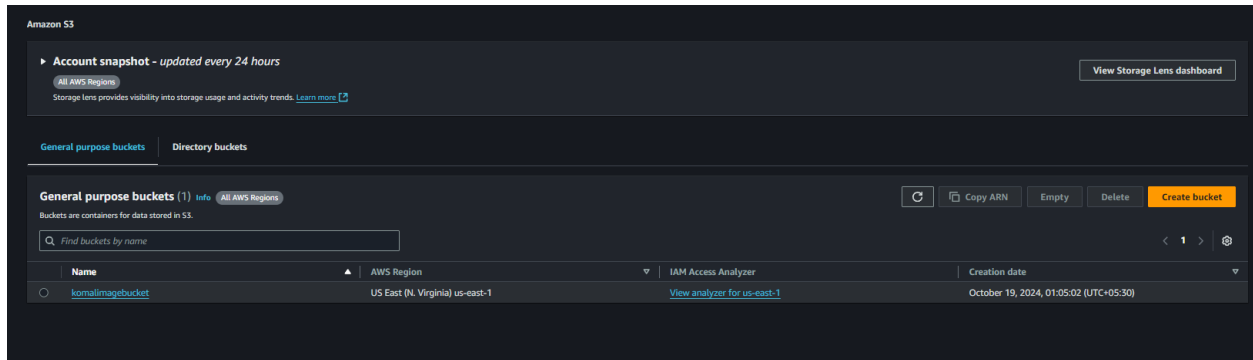 Amazon S3
Account snapshot - updated every 24 hours
All AWS Regions
Storage lens provides visibility into storage usage and activity trends. Learn more
View Storage Lens dashboard
General purpose buckets Directory buckets
General purpose buckets (1) Info All AWS Regions
Buckets are containers for data stored in S3.
Copy ARN Empty Delete Create bucket
Find buckets by name
1
Name AWS Region IAM Access Analyzer Creation date
komalimagebucket US East (N. Virginia) us-east-1 View analyzer for us-east-1 October 19, 2024, 01:05:02 (UTC+05:30)